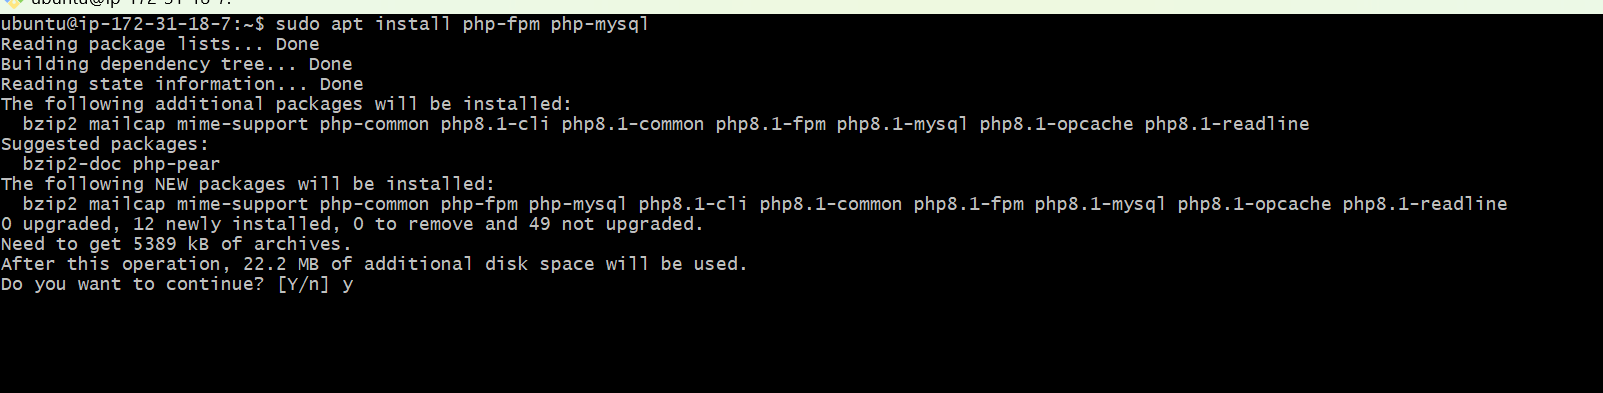 ubuntu@ip-172-31-18-7:
ubuntu@ip-172-31-18-7:~$ sudo apt install php-fpm php-mysql
Reading package lists... Done
Building dependency tree... Done
Reading state information... Done
The following additional packages will be installed:
  bzip2 mailcap mime-support php-common php8.1-cli php8.1-common php8.1-fpm php8.1-mysql php8.1-opcache php8.1-readline
Suggested packages:
  bzip2-doc php-pear
The following NEW packages will be installed:
  bzip2 mailcap mime-support php-common php-fpm php-mysql php8.1-cli php8.1-common php8.1-fpm php8.1-mysql php8.1-opcache php8.1-readline
0 upgraded, 12 newly installed, 0 to remove and 49 not upgraded.
Need to get 5389 kB of archives.
After this operation, 22.2 MB of additional disk space will be used.
Do you want to continue? [Y/n] y